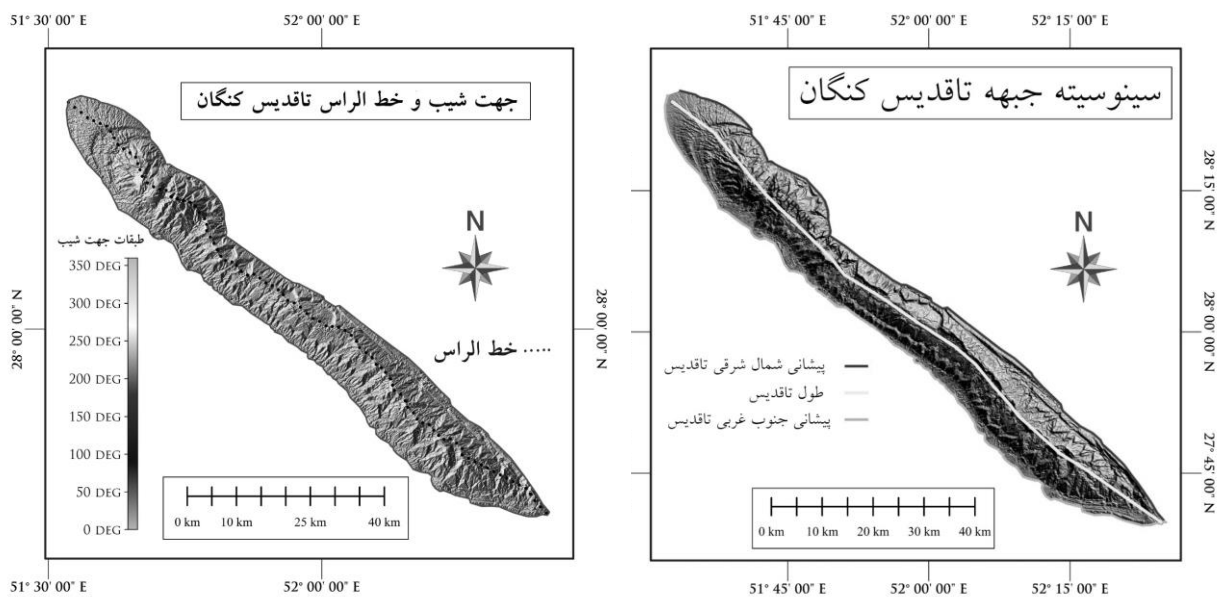 51° 30' 00" E
52° 00' 00" E
جهت شیب و خط الراس تاقدیس کنگان
N
طبقات جهت شیب
350 DEG
300 DEG
250 DEG
200 DEG
150 DEG
100 DEG
50 DEG
0 DEG
خط الراس
28° 00' 00" N
28° 00' 00" N
0 km
10 km
25 km
40 km
51° 30' 00" E
52° 00' 00" E
51° 45' 00" E
52° 00' 00" E
52° 15' 00" E
سینوسیته جبهه تاقدیس کنگان
N
28° 15' 00" N
28° 00' 00" N
27° 45' 00" N
پیشانی شمال شرقی تاقدیس
طول تاقدیس
پیشانی جنوب غربی تاقدیس
0 km
10 km
20 km
30 km
40 km
51° 45' 00" E
52° 00' 00" E
52° 15' 00" E